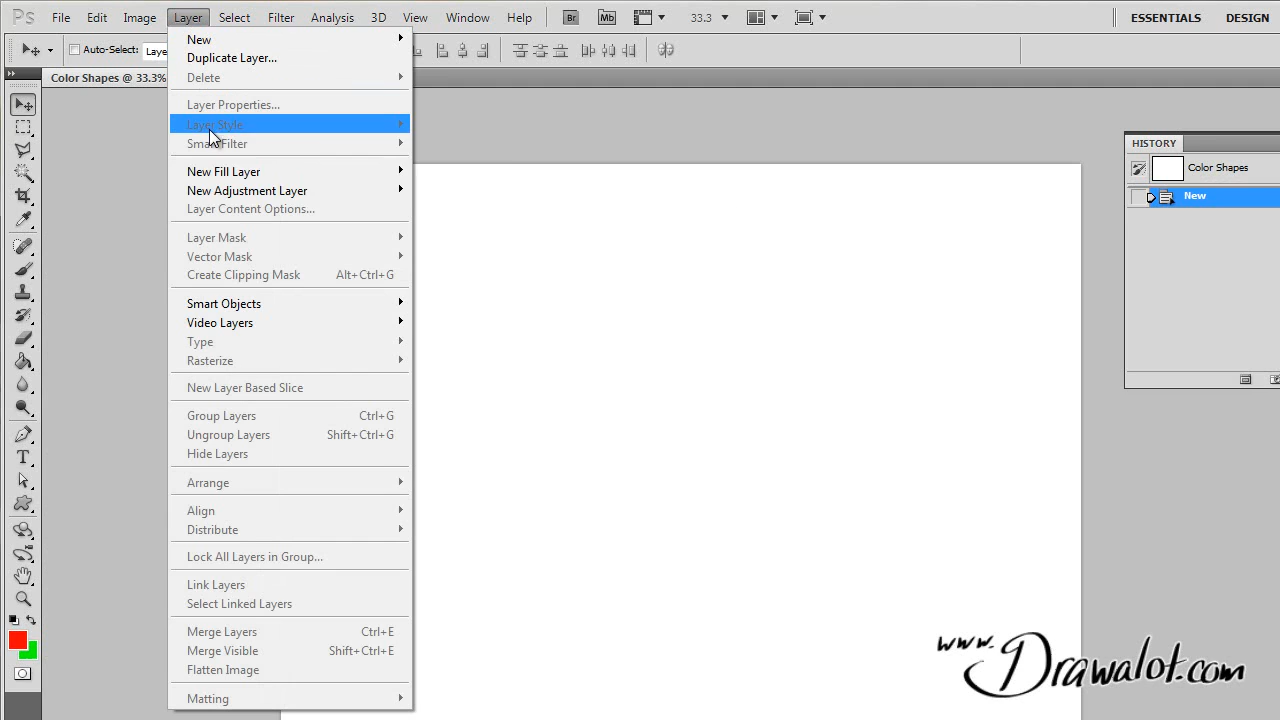 Ps File Edit Image Layer Select Filter Analysis 3D View Window Help Br Mb 33.3 ESSENTIALS DESIGN
Auto-Select: Laye
Color Shapes @ 33.3%
New
Duplicate Layer...
Delete
Layer Properties...
Layer Style
Smart Filter
New Fill Layer
New Adjustment Layer
Layer Content Options...
Layer Mask
Vector Mask
Create Clipping Mask Alt+Ctrl+G
Smart Objects
Video Layers
Type
Rasterize
New Layer Based Slice
Group Layers Ctrl+G
Ungroup Layers Shift+Ctrl+G
Hide Layers
Arrange
Align
Distribute
Lock All Layers in Group...
Link Layers
Select Linked Layers
Merge Layers Ctrl+E
Merge Visible Shift+Ctrl+E
Flatten Image
Matting
HISTORY
Color Shapes
New
www.Drawalot.com